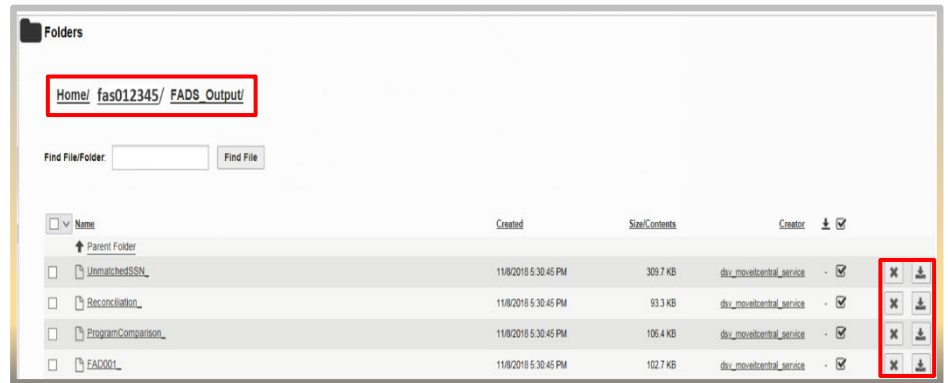 Folders
Home/ fas012345/ FADS_Output/
Find File/Folder: Find File
Name Created Size/Contents Creator
Parent Folder
UnmatchedSSN_ 11/8/2018 5:30:45 PM 309.7 KB dsv_moveitcentral_service -
Reconciliation_ 11/8/2018 5:30:45 PM 93.3 KB dsv_moveitcentral_service -
ProgramComparison_ 11/8/2018 5:30:45 PM 106.4 KB dsv_moveitcentral_service -
FAD001_ 11/8/2018 5:30:45 PM 102.7 KB dsv_moveitcentral_service -